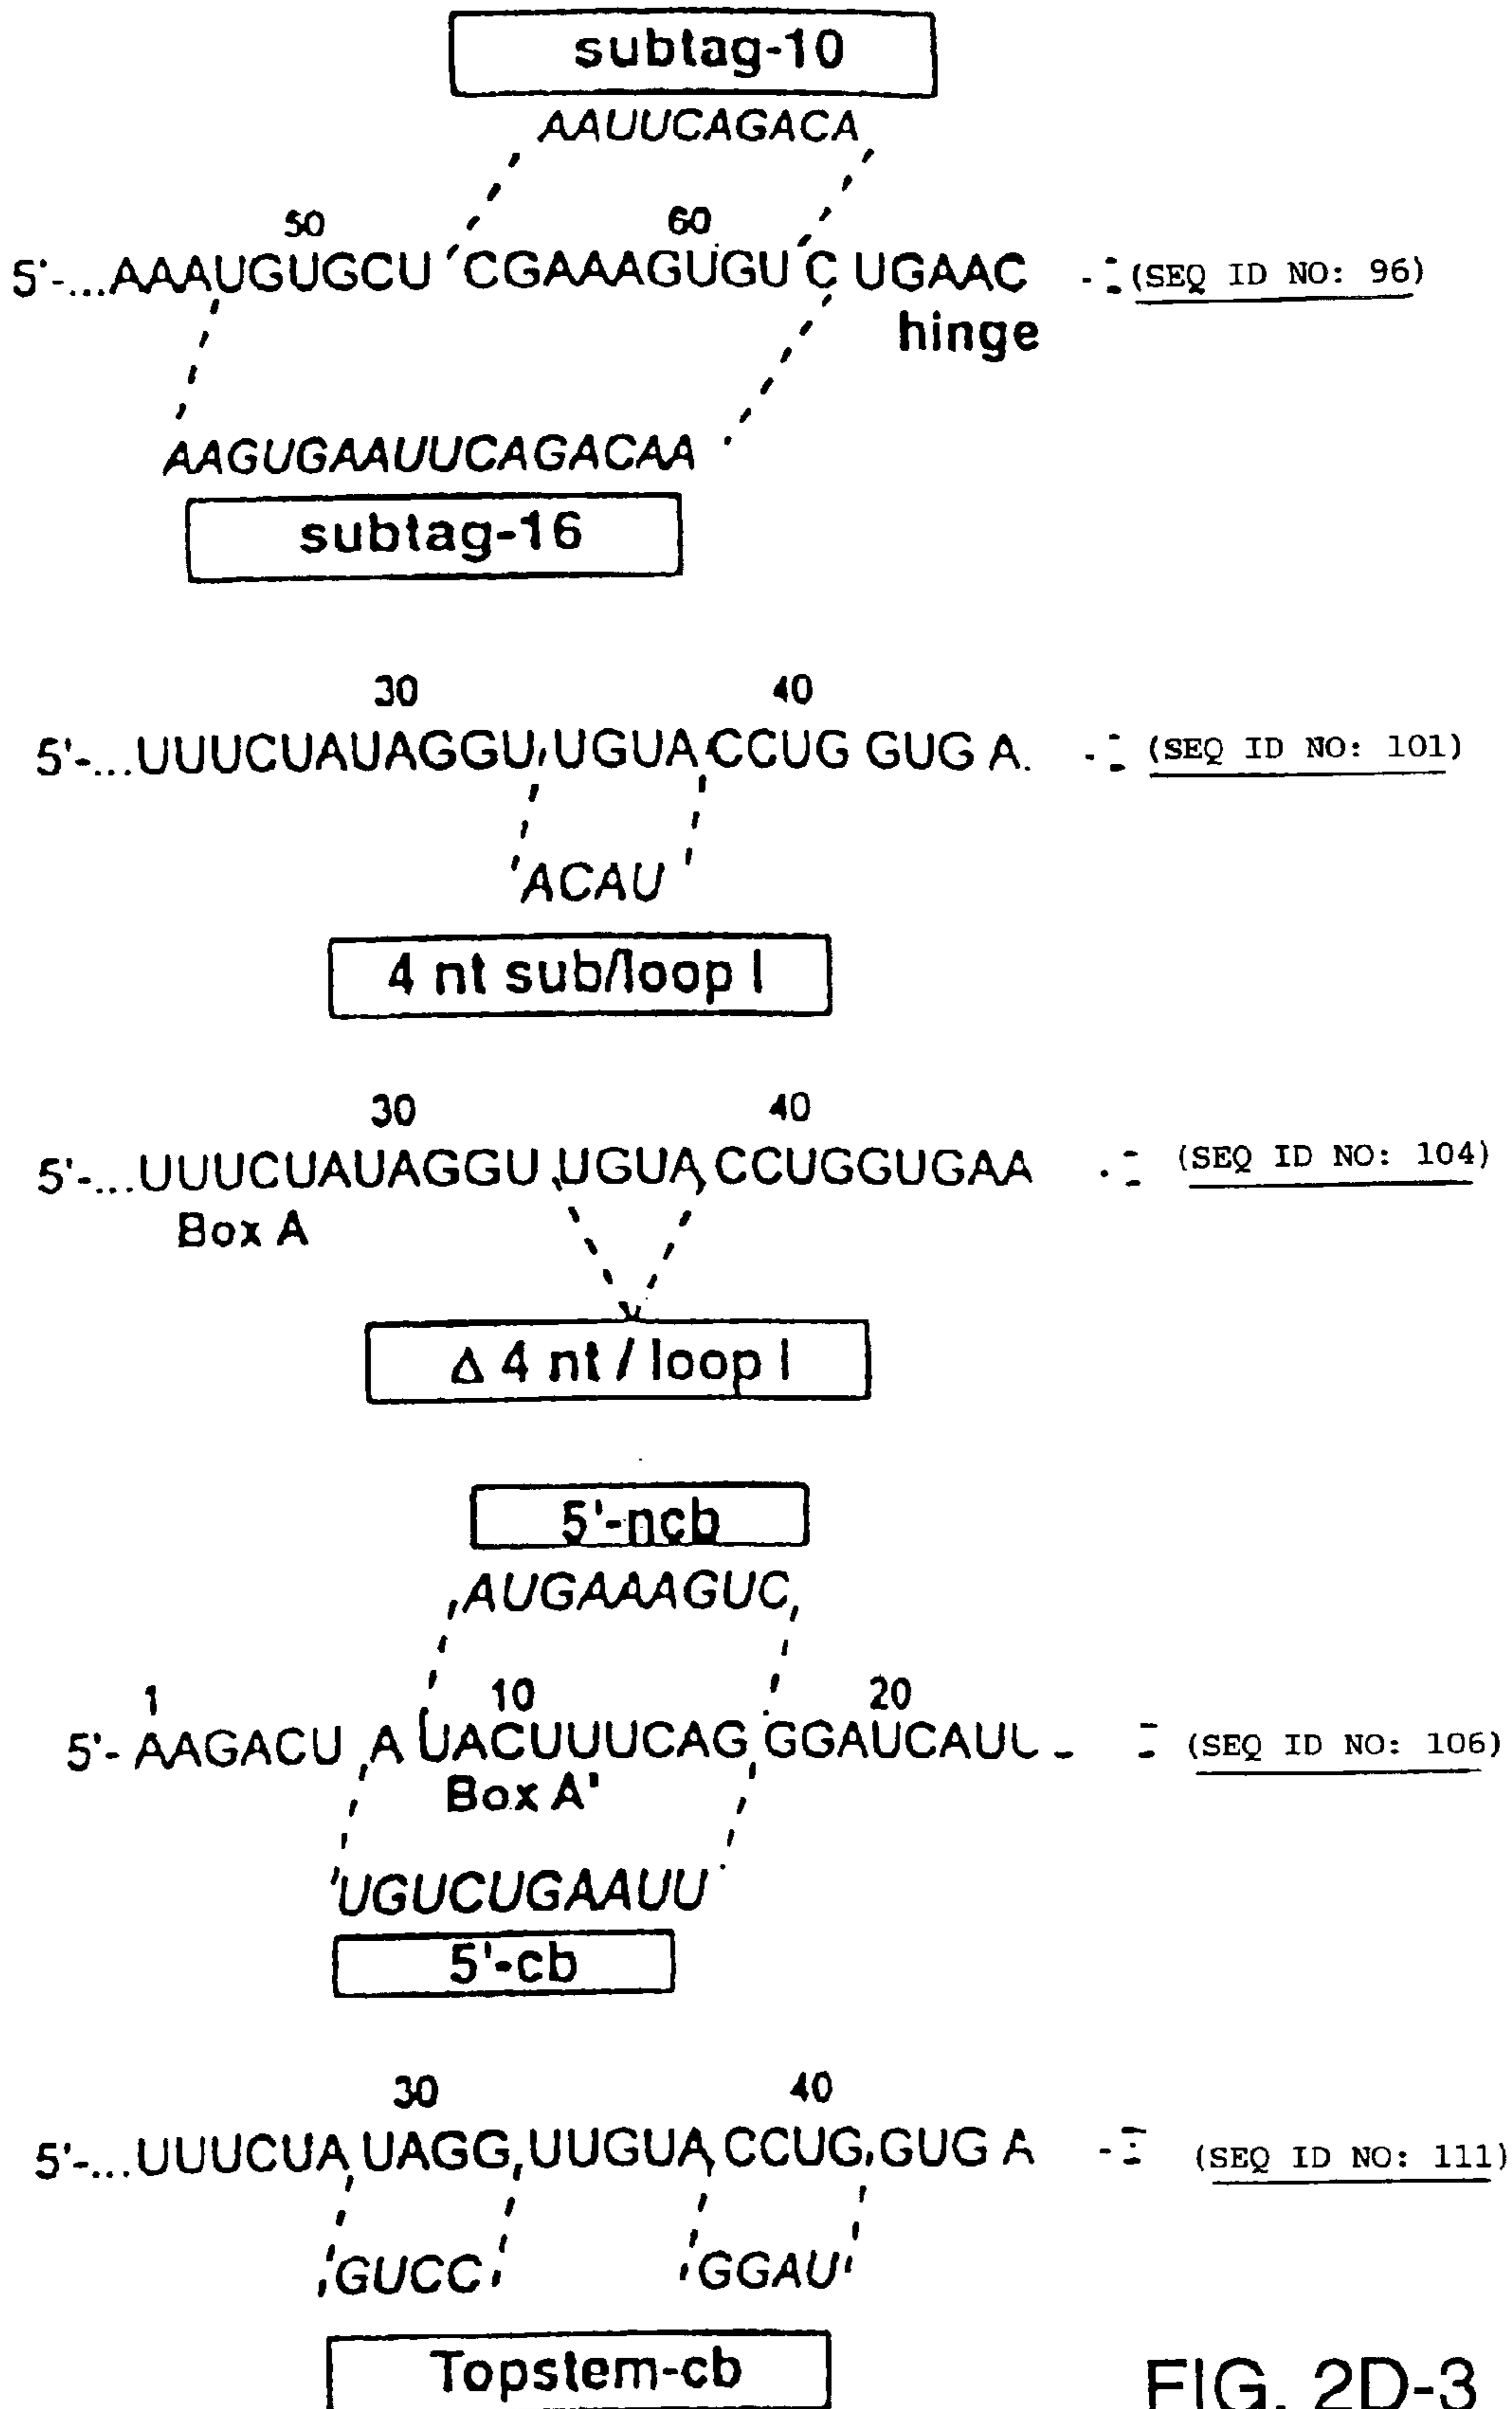 subtag-10
AAUUCAGACA
50 60
5'-...AAAUGUGCU CGAAAGUGU C UGAAC (SEQ ID NO: 96)
hinge
AAGUGAAUUCAGACAA
subtag-16
30 40
5'-...UUUCUAUAGGU UGUA CCUG GUG A. (SEQ ID NO: 101)
ACAU
4 nt sub/loop I
30 40
5'-...UUUCUAUAGGU UGUA CCUGGUGAA (SEQ ID NO: 104)
Box A
Δ 4 nt / loop I
5'-ncb
AUGAAAGUC
1 10 20
5'- AAGACU A UACUUUCAG GGAUCAUU (SEQ ID NO: 106)
Box A'
UGUCUGAAUU
5'-cb
30 40
5'-...UUUCUA UAGG UUGUA CCUG GUG A (SEQ ID NO: 111)
GUCC GGAU
Topstem-cb
FIG. 2D-3